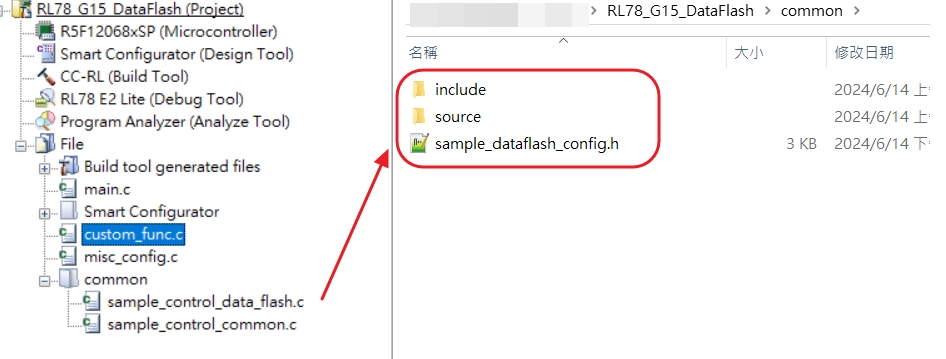 RL78_G15_DataFlash (Project)
R5F12068xSP (Microcontroller)
Smart Configurator (Design Tool)
CC-RL (Build Tool)
RL78 E2 Lite (Debug Tool)
Program Analyzer (Analyze Tool)
File
Build tool generated files
main.c
Smart Configurator
custom_func.c
misc_config.c
common
sample_control_data_flash.c
sample_control_common.c
RL78_G15_DataFlash > common >
名稱 大小 修改日期
include 2024/6/14 上
source 2024/6/14 上
sample_dataflash_config.h 3 KB 2024/6/14 下